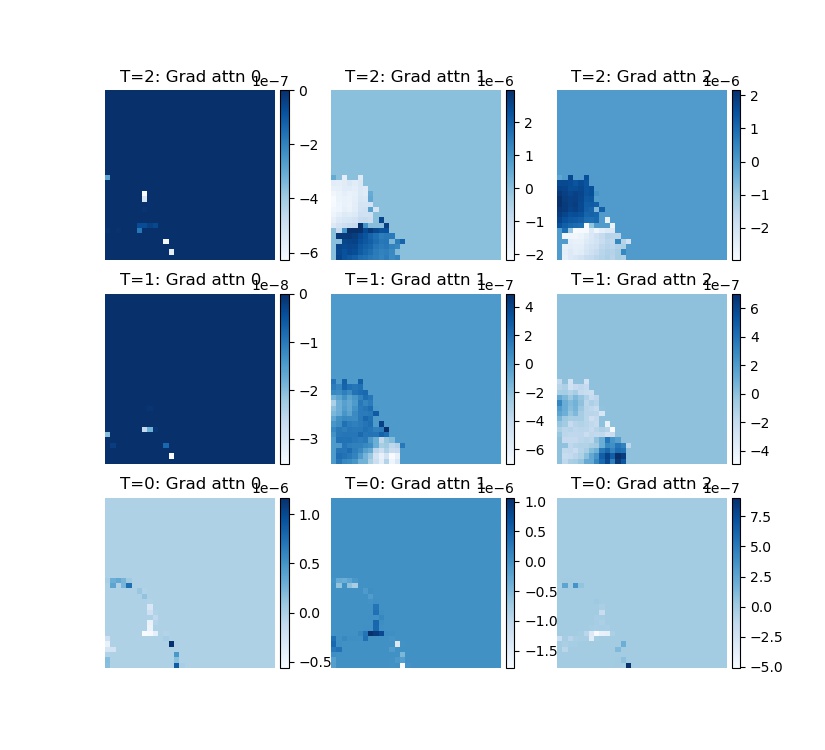 T=2: Grad attn 0
1e−7
0
−2
−4
−6
T=2: Grad attn 1
1e−6
2
1
0
−1
−2
T=2: Grad attn 2
1e−6
2
1
0
−1
−2
T=1: Grad attn 0
1e−8
0
−1
−2
−3
T=1: Grad attn 1
1e−7
4
2
0
−2
−4
−6
T=1: Grad attn 2
1e−7
6
4
2
0
−2
−4
T=0: Grad attn 0
1e−6
1.0
0.5
0.0
−0.5
T=0: Grad attn 1
1e−6
1.0
0.5
0.0
−0.5
−1.0
−1.5
T=0: Grad attn 2
1e−7
7.5
5.0
2.5
0.0
−2.5
−5.0